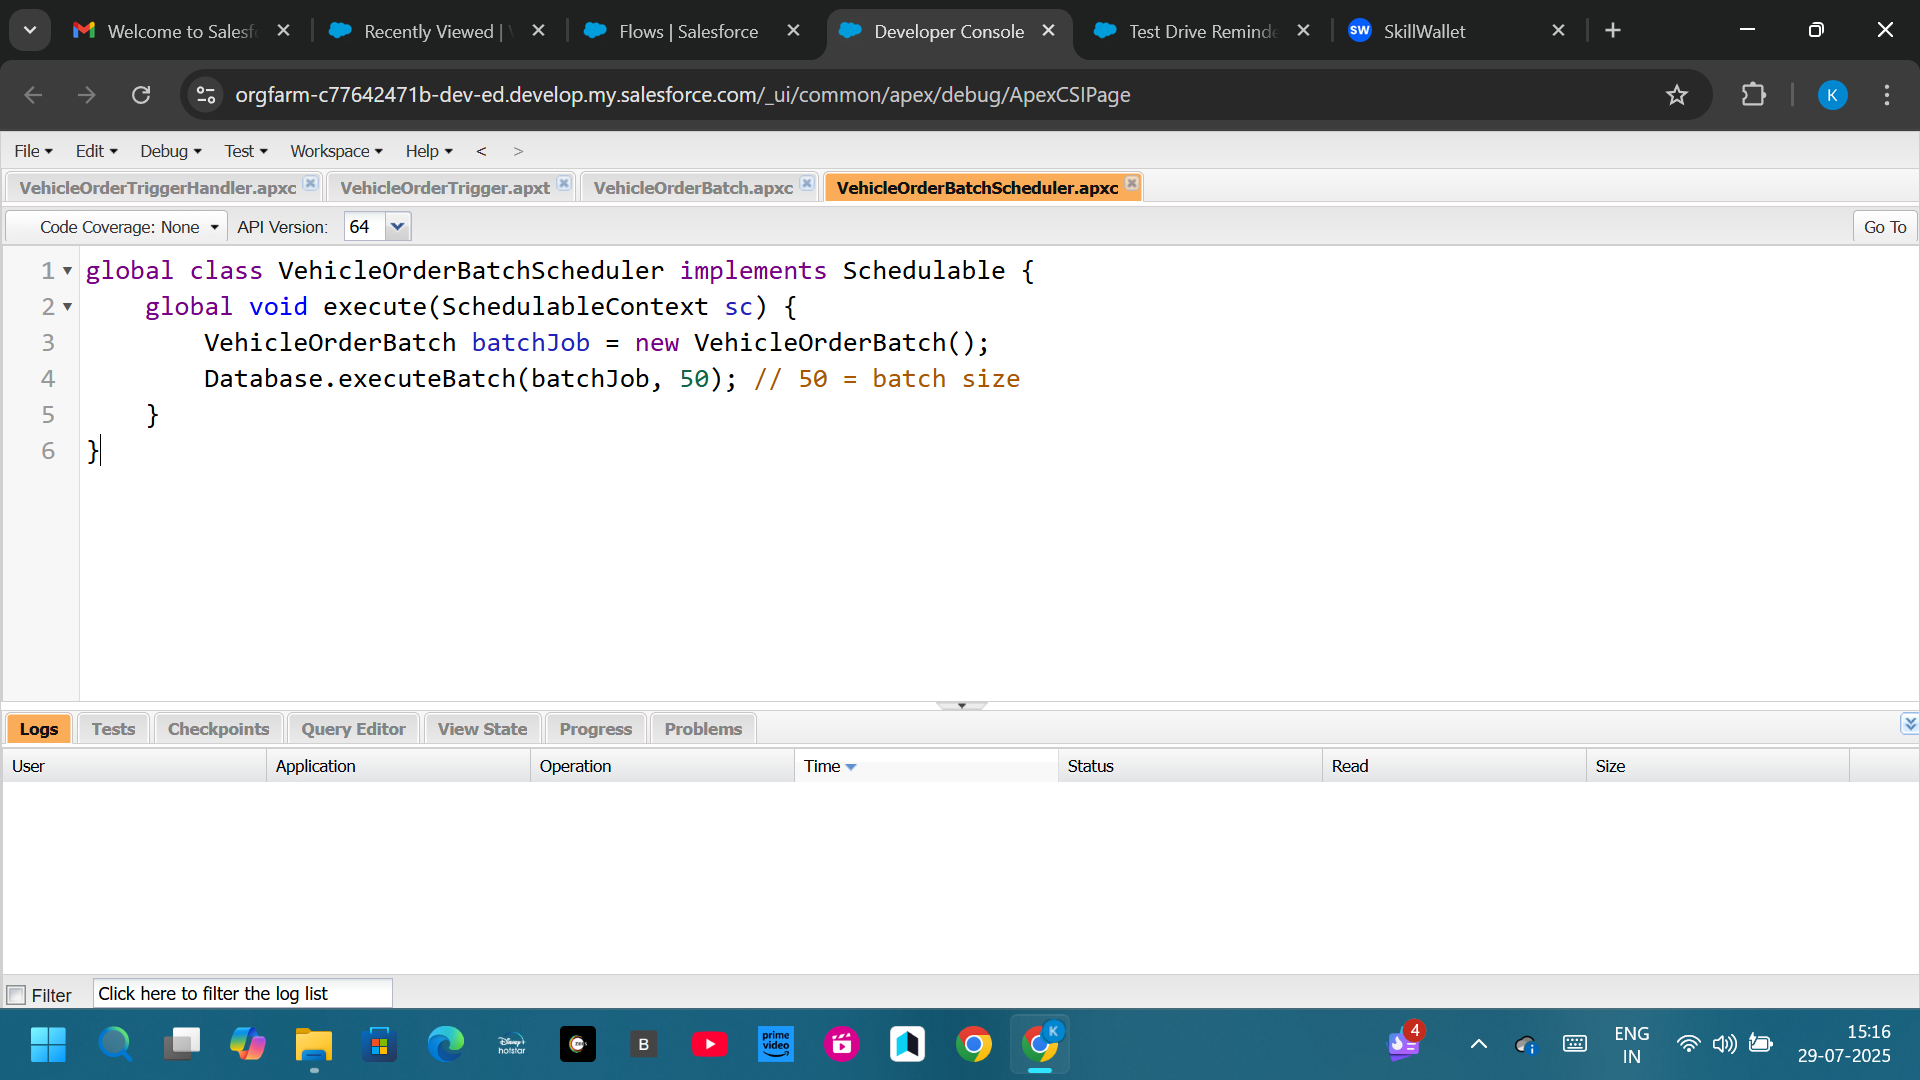 Welcome to Salesf
Recently Viewed |
Flows | Salesforce
Developer Console
Test Drive Reminde
SW
SkillWallet
orgfarm-c77642471b-dev-ed.develop.my.salesforce.com/_ui/common/apex/debug/ApexCSIPage
K
File
Edit
Debug
Test
Workspace
Help
<
>
VehicleOrderTriggerHandler.apxc
VehicleOrderTrigger.apxt
VehicleOrderBatch.apxc
VehicleOrderBatchScheduler.apxc
Code Coverage: None
API Version:
64
Go To
1 global class VehicleOrderBatchScheduler implements Schedulable {
2 global void execute(SchedulableContext sc) {
3 VehicleOrderBatch batchJob = new VehicleOrderBatch();
4 Database.executeBatch(batchJob, 50); // 50 = batch size
5 }
6 }
Logs
Tests
Checkpoints
Query Editor
View State
Progress
Problems
User
Application
Operation
Time
Status
Read
Size
Filter
Click here to filter the log list
Disney
hotstar
B
prime
video
K
4
ENG
IN
15:16
29-07-2025